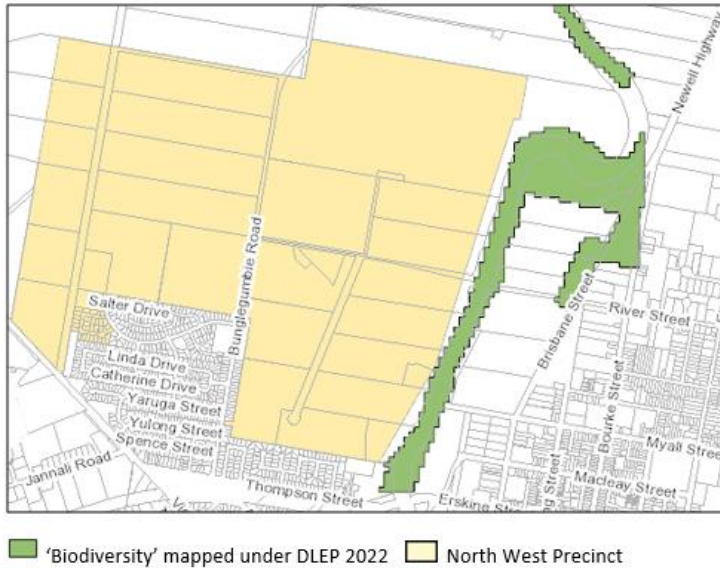 Newell Highway
Bunglegumbie Road
Salter Drive
Linda Drive
Catherine Drive
Yaruga Street
Yulong Street
Spence Street
Jannali Road
Thompson Street
Brisbane Street
River Street
Bourke Street
Myall Street
Macleay Street
Erskine
'Biodiversity' mapped under DLEP 2022
North West Precinct